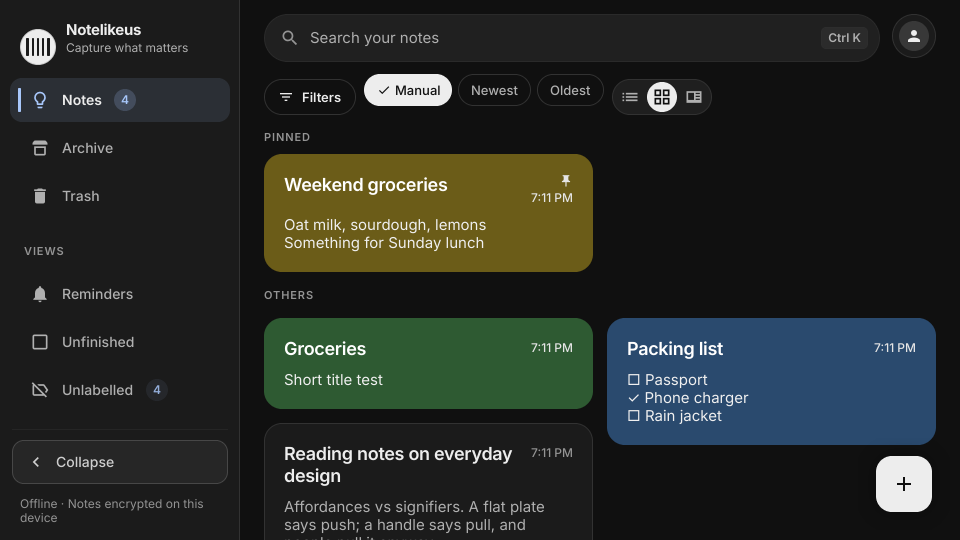 Notelikeus
Capture what matters
Notes 4
Archive
Trash
VIEWS
Reminders
Unfinished
Unlabelled 4
Collapse
Offline · Notes encrypted on this
device
Search your notes Ctrl K
Filters Manual Newest Oldest
PINNED
Weekend groceries
7:11 PM
Oat milk, sourdough, lemons
Something for Sunday lunch
OTHERS
Groceries 7:11 PM
Short title test
Packing list 7:11 PM
Passport
Phone charger
Rain jacket
Reading notes on everyday 7:11 PM
design
Affordances vs signifiers. A flat plate
says push; a handle says pull, and